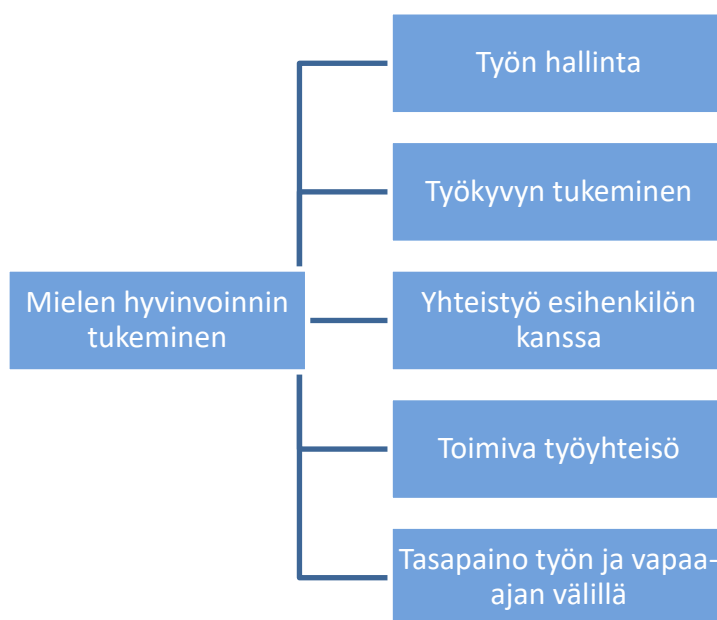 Työn hallinta
Työkyvyn tukeminen
Mielen hyvinvoinnin
tukeminen
Yhteistyö esihenkilön
kanssa
Toimiva työyhteisö
Tasapaino työn ja vapaa-
ajan välillä